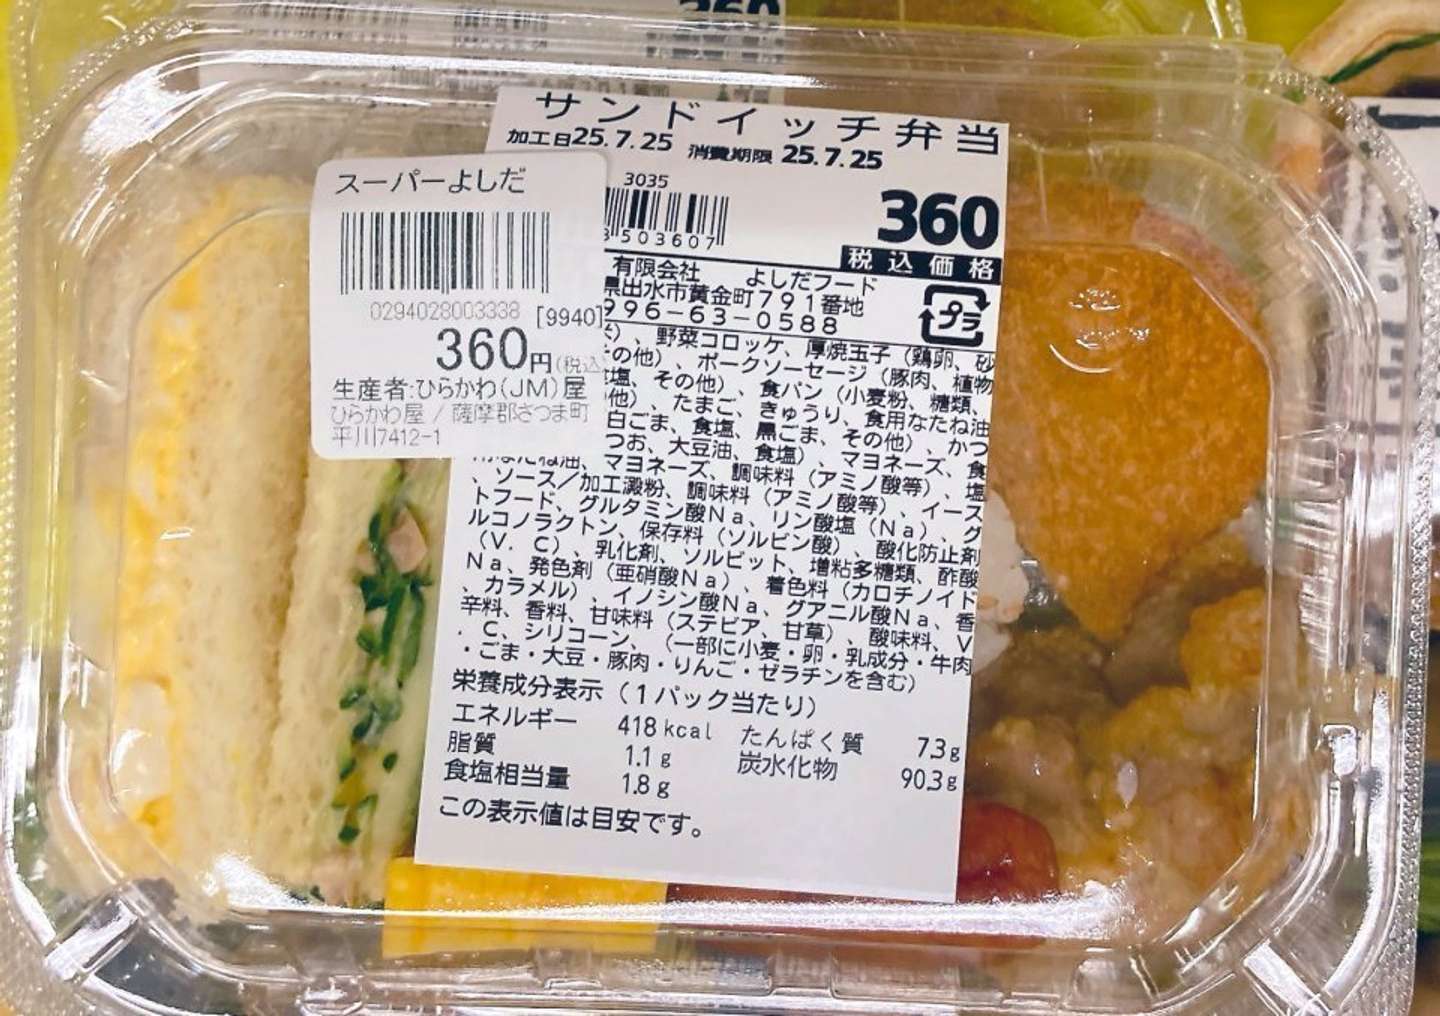 360
サンドイッチ弁当
加工日25.7.25 消費期限 25.7.25
スーパーよしだ
0294028003338 [9940]
360円(税込)
生産者:ひらかわ(JM)屋
ひらかわ屋 / 薩摩郡さつま町
平川7412-1
3035
503607
360
税込価格
有限会社 よしだフード
県出水市黄金町791番地
996-63-0588
プラ
、野菜コロッケ、厚焼玉子(鶏卵、砂
の他)、ポークソーセージ(豚肉、植物
塩、その他)、食パン(小麦粉、糖類、
他)、たまご、きゅうり、食用なたね油
白ごま、食塩、黒ごま、その他)、かつ
つお、大豆油、食塩)、マヨネーズ、食
用なたね油、マヨネーズ、調味料(アミノ酸等)、塩
、ソース/加工澱粉、調味料(アミノ酸等)、イース
トフード、グルタミン酸Na、リン酸塩(Na)、グ
ルコノラクトン、保存料(ソルビン酸)、酸化防止剤
(V.C)、乳化剤、ソルビット、増粘多糖類、酢酸
Na、発色剤(亜硝酸Na)、着色料(カロチノイド
、カラメル)、イノシン酸Na、グアニル酸Na、香
辛料、香料、甘味料(ステビア、甘草)、酸味料、V
.C、シリコーン、(一部に小麦・卵・乳成分・牛肉
・ごま・大豆・豚肉・りんご・ゼラチンを含む)
栄養成分表示(1パック当たり)
エネルギー 418kcal たんぱく質 7.3g
脂質 1.1g 炭水化物 90.3g
食塩相当量 1.8g
この表示値は目安です。